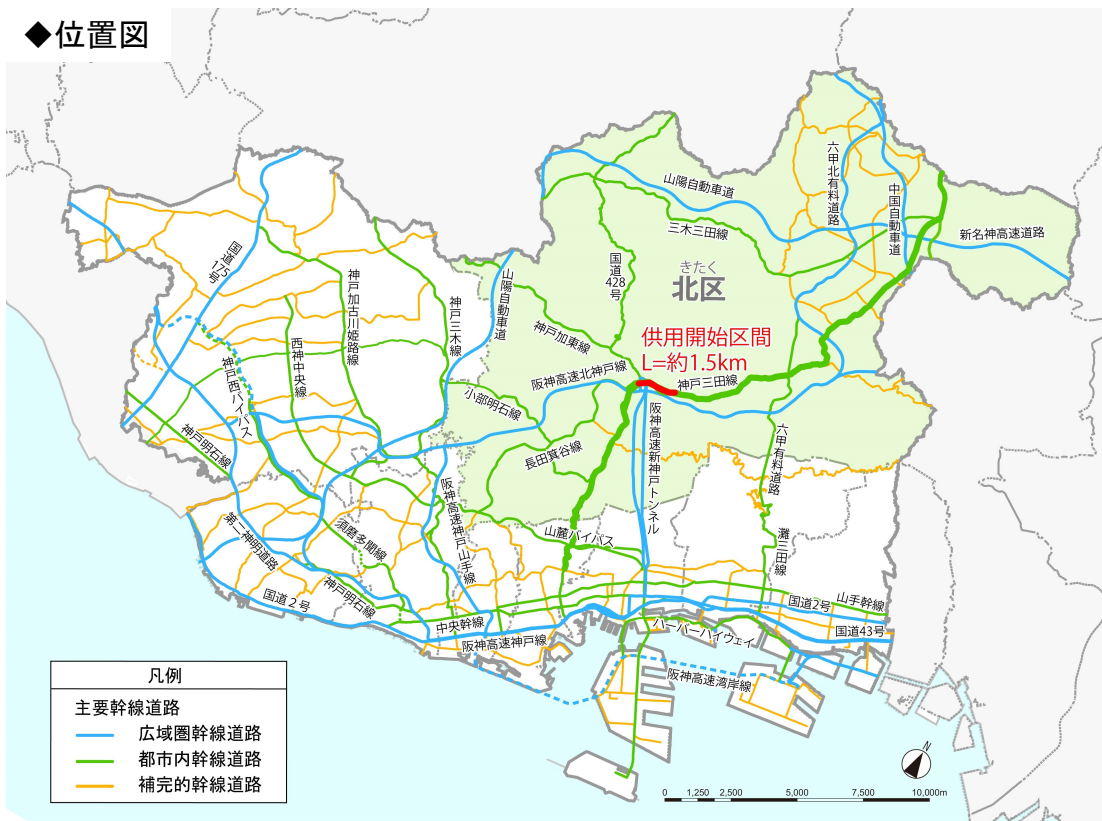 ◆位置図
六甲北有料道路
中国自動車道
山陽自動車道
三木三田線
新名神高速道路
国道
175
号
国道
428
号
きたく
北区
山陽自動車道
神戸加古川姫路線
神戸三木線
神戸加東線
供用開始区間
L=約1.5km
西神中央線
神戸西バイパス
阪神高速北神戸線
神戸三田線
小部明石線
阪神高速新神戸トンネル
六甲有料道路
神戸明石線
長田箕谷線
阪神高速神戸山手線
第二神明道路
須磨多聞線
山麓バイパス
灘三田線
神戸明石線
国道2号
山手幹線
国道2号
中央幹線
国道43号
阪神高速神戸線
ハーバーハイウェイ
阪神高速湾岸線
凡例
主要幹線道路
広域圏幹線道路
都市内幹線道路
補完的幹線道路
N
0 1,250 2,500 5,000 7,500 10,000m